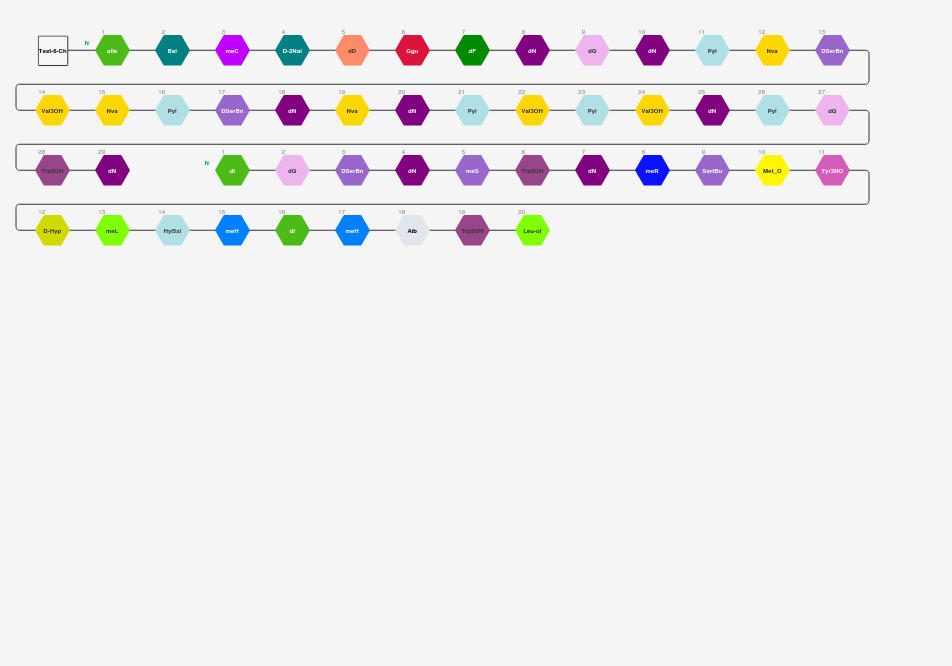 1 2 3 4 5 6 7 8 9 10 11 12 13
Test-6-Ch N aIle Bal meC D-2Nal dD Ggu dF dN dQ dN Pyl Nva DSerBn
14 15 16 17 18 19 20 21 22 23 24 25 26 27
Val3OH Nva Pyl DSerBn dN Nva dN Pyl Val3OH Pyl Val3OH dN Pyl dQ
28 29 1 2 3 4 5 6 7 8 9 10 11
Trp5OH dN N dI dQ DSerBn dN meS Trp5OH dN meR SertBu Met_O Tyr3NO
12 13 14 15 16 17 18 19 20
D-Hyp meL meH dI meH Aib Trp5OH Leu-ol